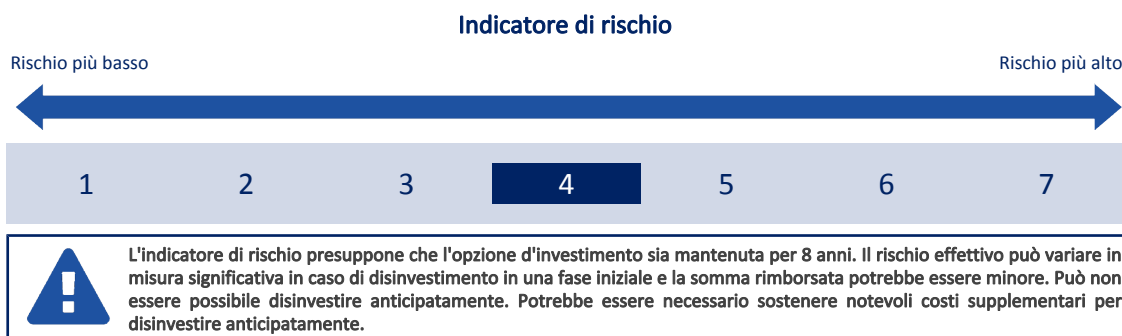 Indicatore di rischio
Rischio più basso Rischio più alto
1 2 3 4 5 6 7
L'indicatore di rischio presuppone che l'opzione d'investimento sia mantenuta per 8 anni. Il rischio effettivo può variare in
misura significativa in caso di disinvestimento in una fase iniziale e la somma rimborsata potrebbe essere minore. Può non
essere possibile disinvestire anticipatamente. Potrebbe essere necessario sostenere notevoli costi supplementari per
disinvestire anticipatamente.